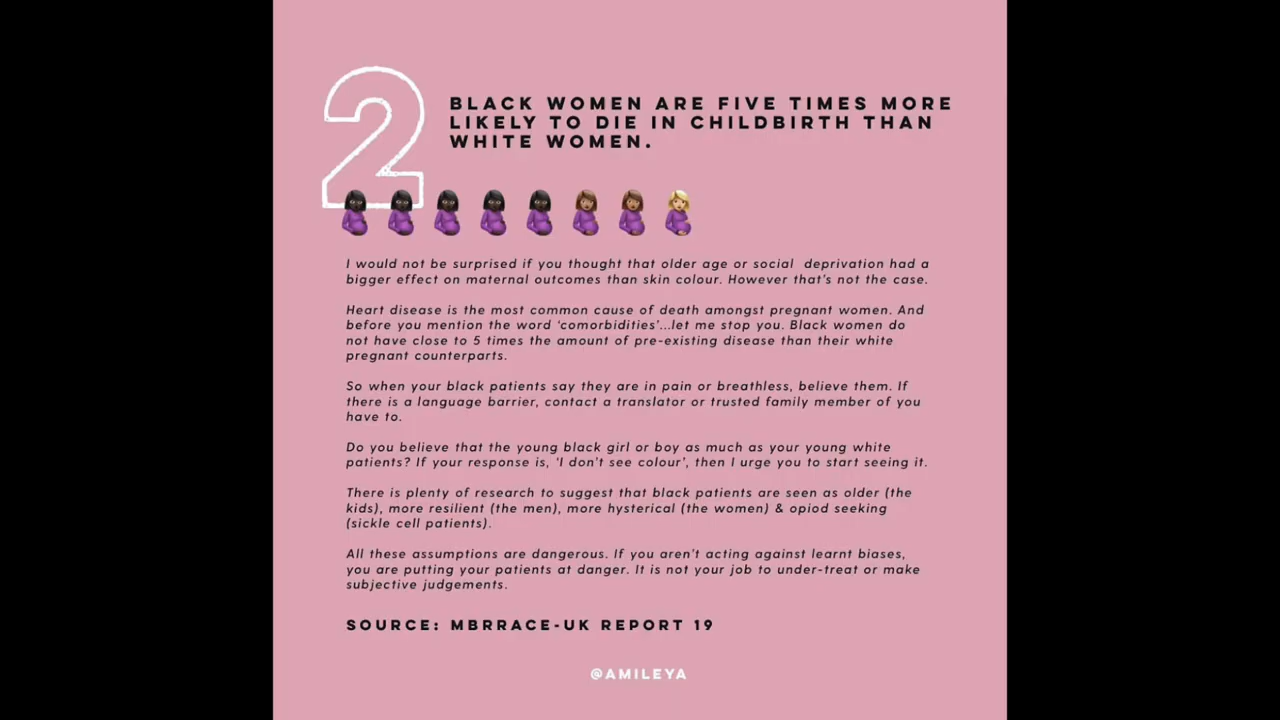 2
BLACK WOMEN ARE FIVE TIMES MORE
LIKELY TO DIE IN CHILDBIRTH THAN
WHITE WOMEN.
I would not be surprised if you thought that older age or social deprivation had a
bigger effect on maternal outcomes than skin colour. However that's not the case.
Heart disease is the most common cause of death amongst pregnant women. And
before you mention the word 'comorbidities'...let me stop you. Black women do
not have close to 5 times the amount of pre-existing disease than their white
pregnant counterparts.
So when your black patients say they are in pain or breathless, believe them. If
there is a language barrier, contact a translator or trusted family member of you
have to.
Do you believe that the young black girl or boy as much as your young white
patients? If your response is, 'I don't see colour', then I urge you to start seeing it.
There is plenty of research to suggest that black patients are seen as older (the
kids), more resilient (the men), more hysterical (the women) & opiod seeking
(sickle cell patients).
All these assumptions are dangerous. If you aren't acting against learnt biases,
you are putting your patients at danger. It is not your job to under-treat or make
subjective judgements.
SOURCE: MBRRACE-UK REPORT 19
@AMILEYA